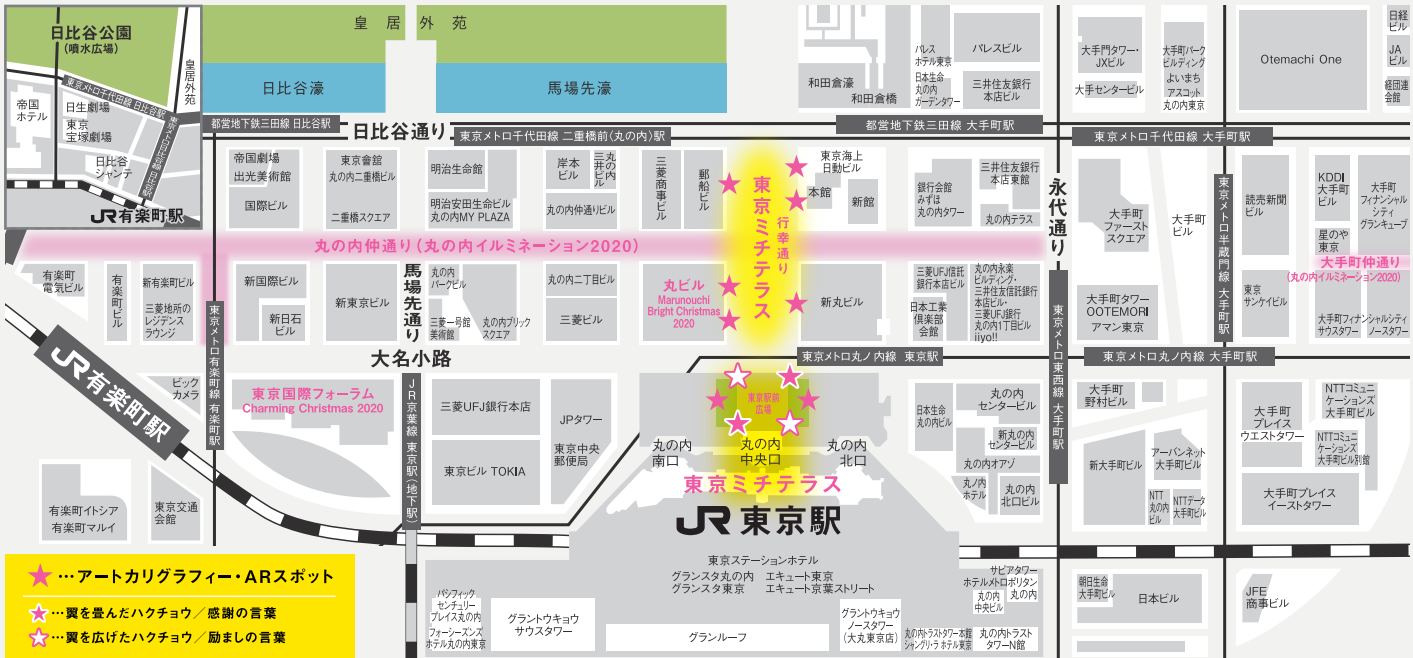 日比谷公園
(噴水広場)
皇居外苑
東京メトロ千代田線 日比谷駅
東京メトロ日比谷線 日比谷駅
帝国
ホテル
日生劇場
東京
宝塚劇場
日比谷
シャンテ
JR有楽町駅
皇居外苑
日比谷濠
馬場先濠
和田倉濠
和田倉橋
パレス
ホテル東京
日本生命
丸の内
ガーデンタワー
パレスビル
三井住友銀行
本店ビル
大手門タワー・
JXビル
大手センタービル
大手町パーク
ビルディング
よいまち
アスコット
丸の内東京
Otemachi One
日経
ビル
JA
ビル
経団連
会館
都営地下鉄三田線 日比谷駅
日比谷通り
東京メトロ千代田線 二重橋前(丸の内)駅
都営地下鉄三田線 大手町駅
東京メトロ千代田線 大手町駅
帝国劇場
出光美術館
国際ビル
東京會館
丸の内二重橋ビル
二重橋スクエア
明治生命館
明治安田生命ビル
丸の内MY PLAZA
岸本
ビル
丸の内
三井ビル
丸の内仲通りビル
三菱商事ビル
郵船ビル
東京ミチテラス
行幸通り
東京海上
日動ビル
本館
新館
銀行会館
みずほ
丸の内タワー
三井住友銀行
本店東館
丸の内テラス
永代通り
大手町
ファースト
スクエア
大手町
ビル
東京メトロ半蔵門線 大手町駅
読売新聞
ビル
KDDI
大手町
ビル
星のや
東京
大手町
フィナンシャル
シティ
グランキューブ
丸の内仲通り(丸の内イルミネーション2020)
大手町仲通り
(丸の内イルミネーション2020)
有楽町
電気ビル
有楽町ビル
新有楽町ビル
三菱地所の
レジデンス
ラウンジ
東京メトロ有楽町線 有楽町駅
新国際ビル
新日石
ビル
新東京ビル
馬場先通り
丸の内
パークビル
三菱一号館
美術館
丸の内ブリック
スクエア
丸の内二丁目ビル
三菱ビル
丸ビル
Marunouchi
Bright Christmas
2020
新丸ビル
三菱UFJ信託
銀行本店ビル
日本工業
倶楽部
会館
丸の内永楽
ビルディング・
三井住友信託銀行
本店ビル・
三菱UFJ銀行
丸の内1丁目ビル
iiyo!!
東京メトロ東西線 大手町駅
大手町タワー
OOTEMORI
アマン東京
東京
サンケイビル
大手町フィナンシャルシティ
サウスタワー
ノースタワー
大名小路
東京メトロ丸ノ内線 東京駅
東京メトロ丸ノ内線 大手町駅
JR有楽町駅
ビック
カメラ
東京国際フォーラム
Charming Christmas 2020
JR京葉線 東京駅(地下駅)
三菱UFJ銀行本店
東京ビル TOKIA
JPタワー
東京中央
郵便局
東京駅前
広場
丸の内
南口
丸の内
中央口
丸の内
北口
東京ミチテラス
JR東京駅
日本生命
丸の内ビル
丸の内
センタービル
新丸の内
センタービル
丸の内オアゾ
丸ノ内
ホテル
丸の内
北口ビル
大手町
野村ビル
新大手町ビル
アーバンネット
大手町ビル
NTT
丸の内
ビル
NTTデータ
大手町ビル
大手町
プレイス
ウエストタワー
NTTコミュニ
ケーションズ
大手町ビル
NTTコミュニ
ケーションズ
大手町ビル別館
大手町プレイス
イーストタワー
有楽町イトシア
有楽町マルイ
東京交通
会館
東京ステーションホテル
グランスタ丸の内 エキュート東京
グランスタ東京 エキュート京葉ストリート
パシフィック
センチュリー
プレイス丸の内
フォーシーズンズ
ホテル丸の内東京
グラントウキョウ
サウスタワー
グランルーフ
グラントウキョウ
ノースタワー
(大丸東京店)
サピアタワー
ホテルメトロポリタン
丸の内
丸の内
中央ビル
丸の内トラストタワー本館
シャングリ・ラ ホテル東京
丸の内トラスト
タワーN館
朝日生命
大手町ビル
日本ビル
JFE
商事ビル
…アートカリグラフィー・ARスポット
…翼を畳んだハクチョウ/感謝の言葉
…翼を広げたハクチョウ/励ましの言葉